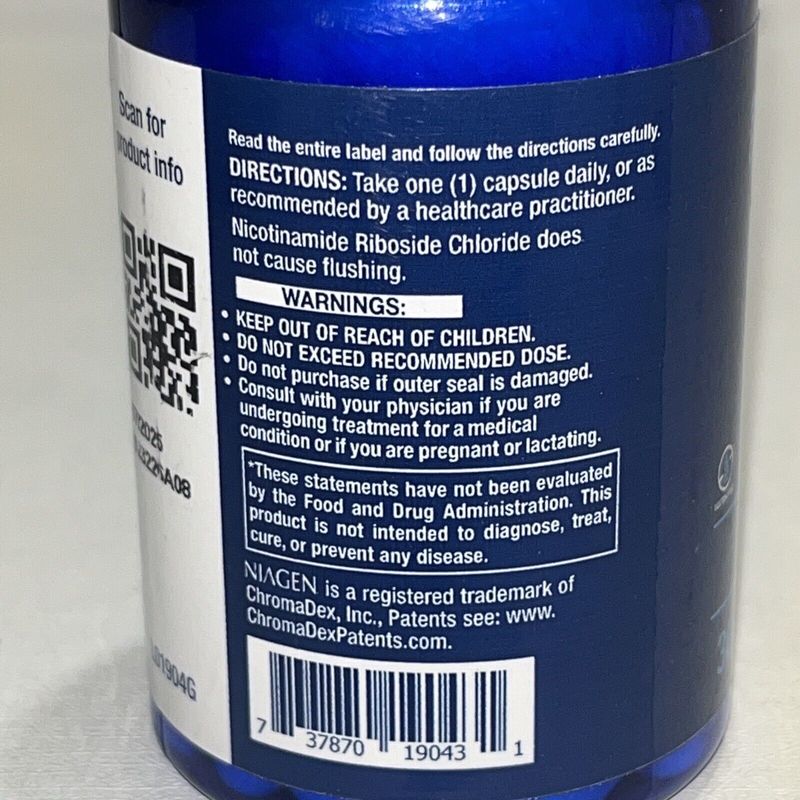 Scan for
product info
Read the entire label and follow the directions carefully.
DIRECTIONS: Take one (1) capsule daily, or as
recommended by a healthcare practitioner.
Nicotinamide Riboside Chloride does
not cause flushing.
WARNINGS:
• KEEP OUT OF REACH OF CHILDREN.
• DO NOT EXCEED RECOMMENDED DOSE.
• Do not purchase if outer seal is damaged.
• Consult with your physician if you are
undergoing treatment for a medical
condition or if you are pregnant or lactating.
*These statements have not been evaluated
by the Food and Drug Administration. This
product is not intended to diagnose, treat,
cure, or prevent any disease.
NIAGEN is a registered trademark of
ChromaDex, Inc., Patents see: www.
ChromaDexPatents.com.
7 37870 19043 1